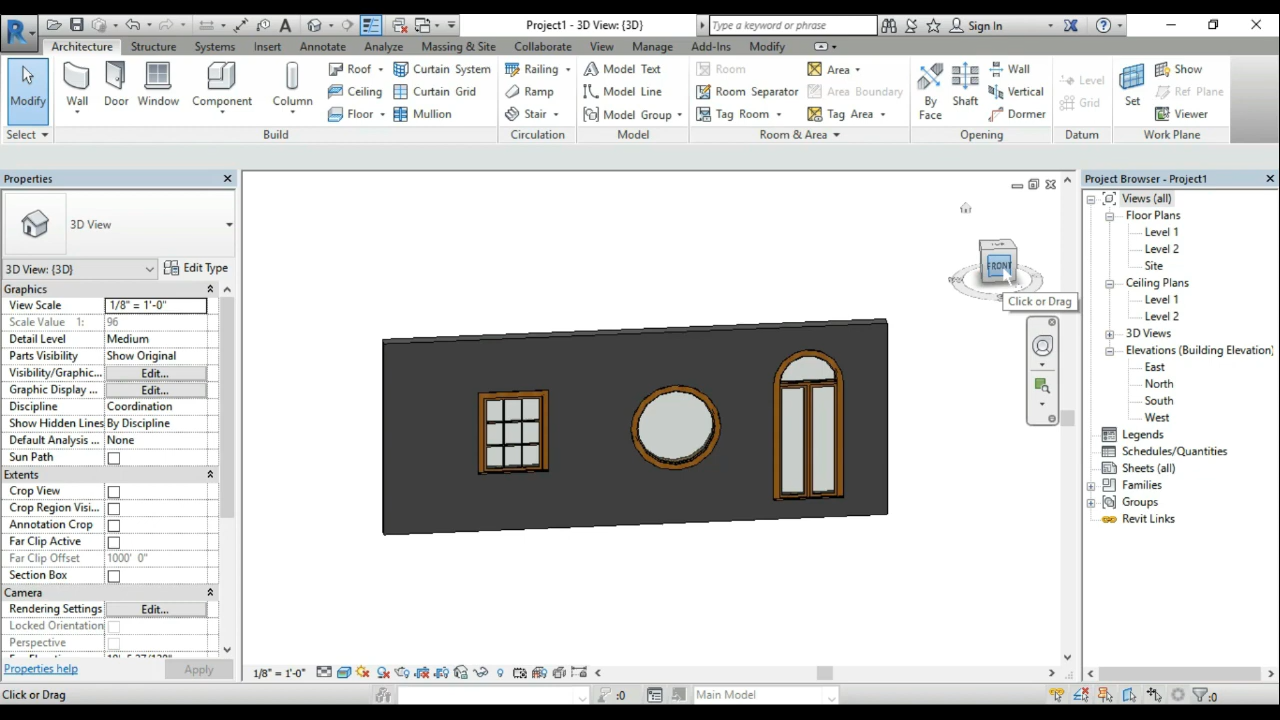 Project1 - 3D View: {3D}
Type a keyword or phrase
Sign In
Architecture Structure Systems Insert Annotate Analyze Massing & Site Collaborate View Manage Add-Ins Modify
Modify
Select
Wall
Door
Window
Component
Column
Roof
Ceiling
Floor
Curtain System
Curtain Grid
Mullion
Build
Railing
Ramp
Stair
Circulation
Model Text
Model Line
Model Group
Model
Room
Room Separator
Tag Room
Area
Area Boundary
Tag Area
Room & Area
By
Face
Shaft
Wall
Vertical
Dormer
Opening
Level
Grid
Datum
Set
Show
Ref Plane
Viewer
Work Plane
Properties
3D View
3D View: {3D}
Edit Type
Graphics
View Scale 1/8" = 1'-0"
Scale Value 1: 96
Detail Level Medium
Parts Visibility Show Original
Visibility/Graphic... Edit...
Graphic Display ... Edit...
Discipline Coordination
Show Hidden Lines By Discipline
Default Analysis ... None
Sun Path
Extents
Crop View
Crop Region Visi...
Annotation Crop
Far Clip Active
Far Clip Offset 1000' 0"
Section Box
Camera
Rendering Settings Edit...
Locked Orientation
Perspective
Properties help
Apply
FRONT
Click or Drag
1/8" = 1'-0"
Project Browser - Project1
Views (all)
Floor Plans
Level 1
Level 2
Site
Ceiling Plans
Level 1
Level 2
3D Views
Elevations (Building Elevation)
East
North
South
West
Legends
Schedules/Quantities
Sheets (all)
Families
Groups
Revit Links
Click or Drag
:0
Main Model
:0